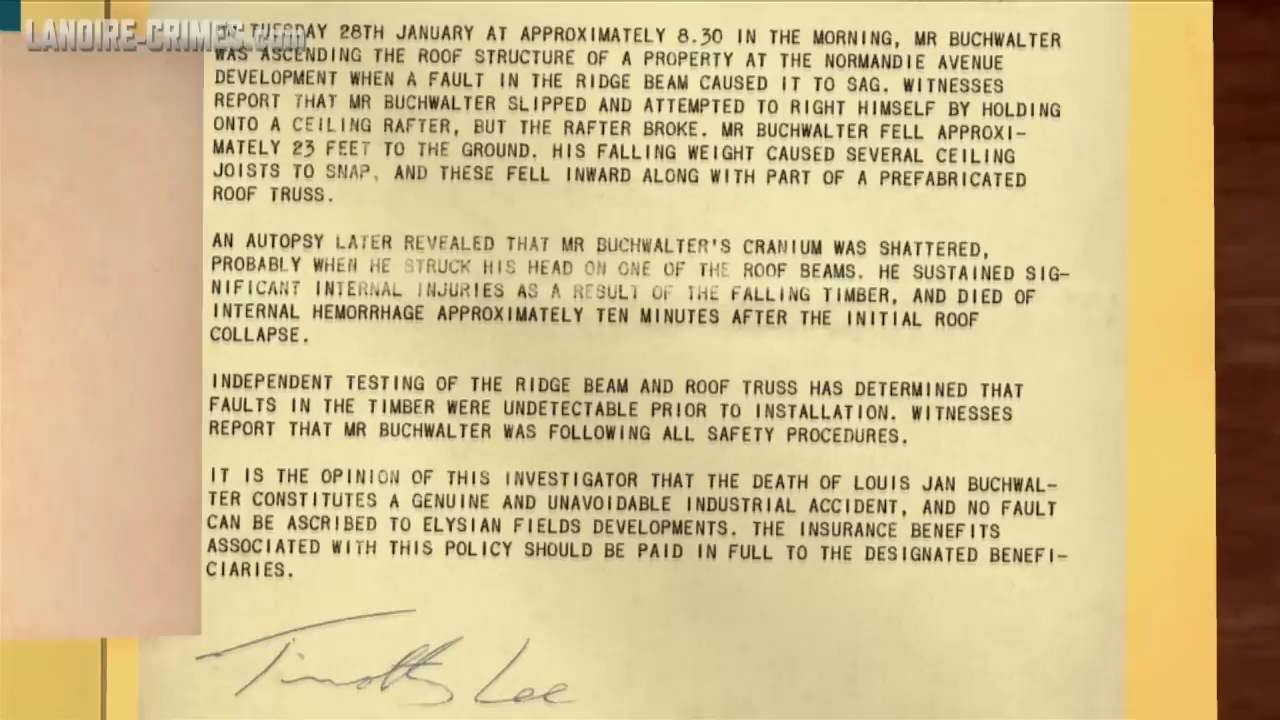 LANOIRE-CRIMES.com
ON TUESDAY 28TH JANUARY AT APPROXIMATELY 8.30 IN THE MORNING, MR BUCHWALTER
WAS ASCENDING THE ROOF STRUCTURE OF A PROPERTY AT THE NORMANDIE AVENUE
DEVELOPMENT WHEN A FAULT IN THE RIDGE BEAM CAUSED IT TO SAG. WITNESSES
REPORT THAT MR BUCHWALTER SLIPPED AND ATTEMPTED TO RIGHT HIMSELF BY HOLDING
ONTO A CEILING RAFTER, BUT THE RAFTER BROKE. MR BUCHWALTER FELL APPROXI-
MATELY 23 FEET TO THE GROUND. HIS FALLING WEIGHT CAUSED SEVERAL CEILING
JOISTS TO SNAP, AND THESE FELL INWARD ALONG WITH PART OF A PREFABRICATED
ROOF TRUSS.
AN AUTOPSY LATER REVEALED THAT MR BUCHWALTER'S CRANIUM WAS SHATTERED,
PROBABLY WHEN HE STRUCK HIS HEAD ON ONE OF THE ROOF BEAMS. HE SUSTAINED SIG-
NIFICANT INTERNAL INJURIES AS A RESULT OF THE FALLING TIMBER, AND DIED OF
INTERNAL HEMORRHAGE APPROXIMATELY TEN MINUTES AFTER THE INITIAL ROOF
COLLAPSE.
INDEPENDENT TESTING OF THE RIDGE BEAM AND ROOF TRUSS HAS DETERMINED THAT
FAULTS IN THE TIMBER WERE UNDETECTABLE PRIOR TO INSTALLATION. WITNESSES
REPORT THAT MR BUCHWALTER WAS FOLLOWING ALL SAFETY PROCEDURES.
IT IS THE OPINION OF THIS INVESTIGATOR THAT THE DEATH OF LOUIS JAN BUCHWAL-
TER CONSTITUTES A GENUINE AND UNAVOIDABLE INDUSTRIAL ACCIDENT, AND NO FAULT
CAN BE ASCRIBED TO ELYSIAN FIELDS DEVELOPMENTS. THE INSURANCE BENEFITS
ASSOCIATED WITH THIS POLICY SHOULD BE PAID IN FULL TO THE DESIGNATED BENEFI-
CIARIES.
Timothy Lee